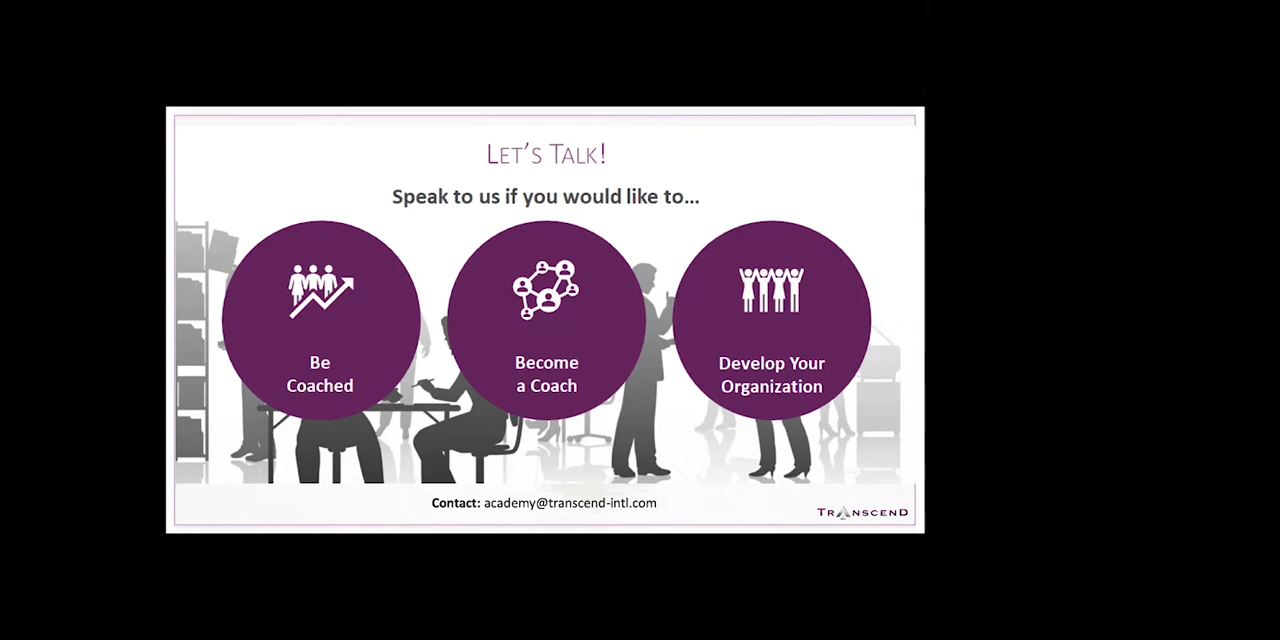 LET'S TALK!
Speak to us if you would like to...
Be
Coached
Become
a Coach
Develop Your
Organization
Contact: academy@transcend-intl.com
TRANSCEND